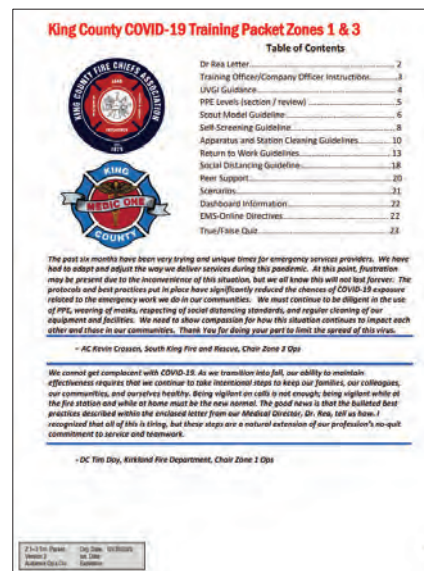 King County COVID-19 Training Packet Zones 1 & 3
Table of Contents
Dr Rea Letter 2
Training Officer/Company Officer Instructions 3
UVGI Guidance 4
PPE Levels (section / review) 5
Scout Model Guideline 6
Self-Screening Guideline 8
Apparatus and Station Cleaning Guidelines 10
Return to Work Guidelines 13
Social Distancing Guideline 18
Peer Support 20
Scenarios 21
Dashboard Information 22
EMS-Online Directives 22
True/False Quiz 23
KING COUNTY FIRE CHIEFS ASSOCIATION
KING
MEDIC ONE
COUNTY
The past six months have been very trying and unique times for emergency services providers. We have
had to adapt and adjust the way we deliver services during this pandemic. At this point, frustration
may be present due to the inconvenience of this situation, but we all know this will not last forever. The
protocols and best practices put in place have significantly reduced the chances of COVID-19 exposure
related to the emergency work we do in our communities. We must continue to be diligent in the use
of PPE, wearing of masks, respecting of social distancing standards, and regular cleaning of our
equipment and facilities. We need to show compassion for how this situation continues to impact each
other and those in our communities. Thank You for doing your part to limit the spread of this virus.
- AC Kevin Crossen, South King Fire and Rescue, Chair Zone 3 Ops
We cannot get complacent with COVID-19. As we transition into fall, our ability to maintain
effectiveness requires that we continue to take intentional steps to keep our families, our colleagues,
our communities, and ourselves healthy. Being vigilant on calls is not enough; being vigilant while at
the fire station and while at home must be the new normal. The good news is that the bulleted Best
practices described within the enclosed letter from our Medical Director, Dr. Rea, tell us how. I
recognized that all of this is tiring, but these steps are a natural extension of our profession's no-quit
commitment to service and teamwork.
- DC Tim Day, Kirkland Fire Department, Chair Zone 1 Ops